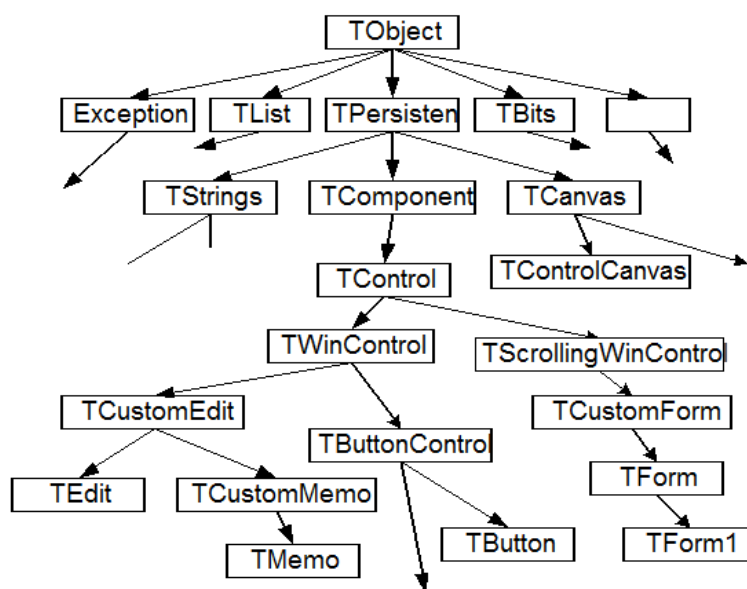 TObject
Exception TList TPersisten TBits
TStrings TComponent TCanvas
TControl TControlCanvas
TWinControl TScrollingWinControl
TCustomEdit TCustomForm
TButtonControl
TEdit TCustomMemo TForm
TMemo TButton TForm1